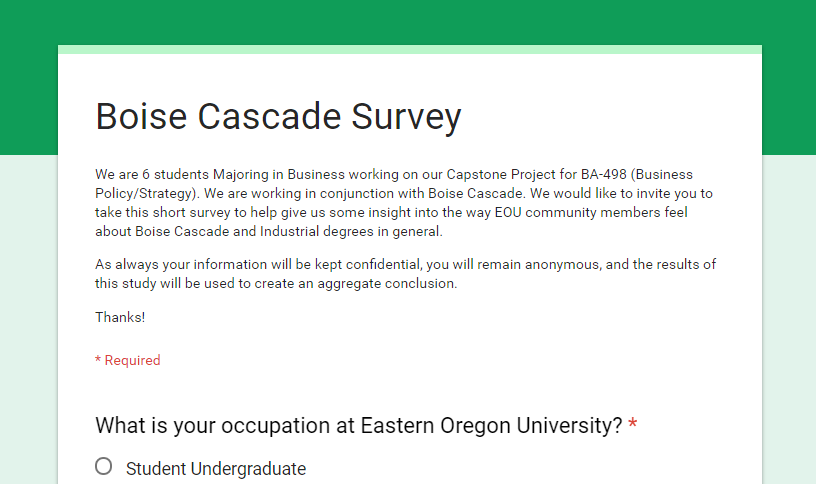 Boise Cascade Survey
We are 6 students Majoring in Business working on our Capstone Project for BA-498 (Business
Policy/Strategy). We are working in conjunction with Boise Cascade. We would like to invite you to
take this short survey to help give us some insight into the way EOU community members feel
about Boise Cascade and Industrial degrees in general.
As always your information will be kept confidential, you will remain anonymous, and the results of
this study will be used to create an aggregate conclusion.
Thanks!
* Required
What is your occupation at Eastern Oregon University? *
Student Undergraduate